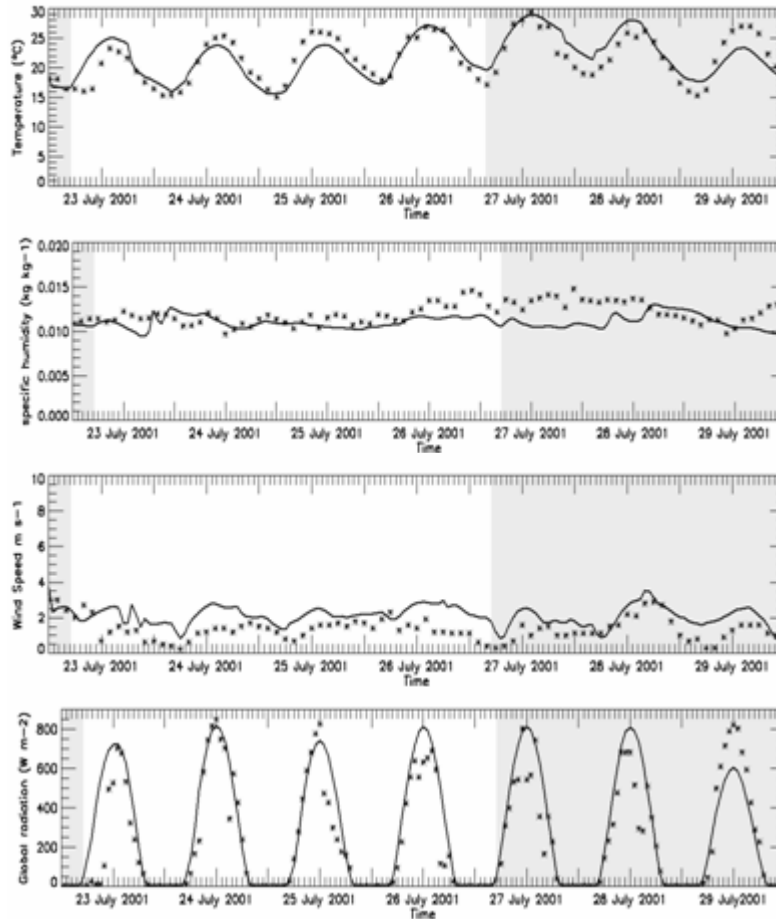 30
25
20
15
10
5
0
Temperature (°C)
23 July 2001 24 July 2001 25 July 2001 26 July 2001 27 July 2001 28 July 2001 29 July 2001
Time
0.020
0.015
0.010
0.005
0.000
specific humidity (kg kg-1)
23 July 2001 24 July 2001 25 July 2001 26 July 2001 27 July 2001 28 July 2001 29 July 2001
Time
10
8
6
4
2
0
Wind Speed m s-1
23 July 2001 24 July 2001 25 July 2001 26 July 2001 27 July 2001 28 July 2001 29 July 2001
Time
800
600
400
200
0
Global radiation (W m-2)
23 July 2001 24 July 2001 25 July 2001 26 July 2001 27 July 2001 28 July 2001 29 July 2001
Time